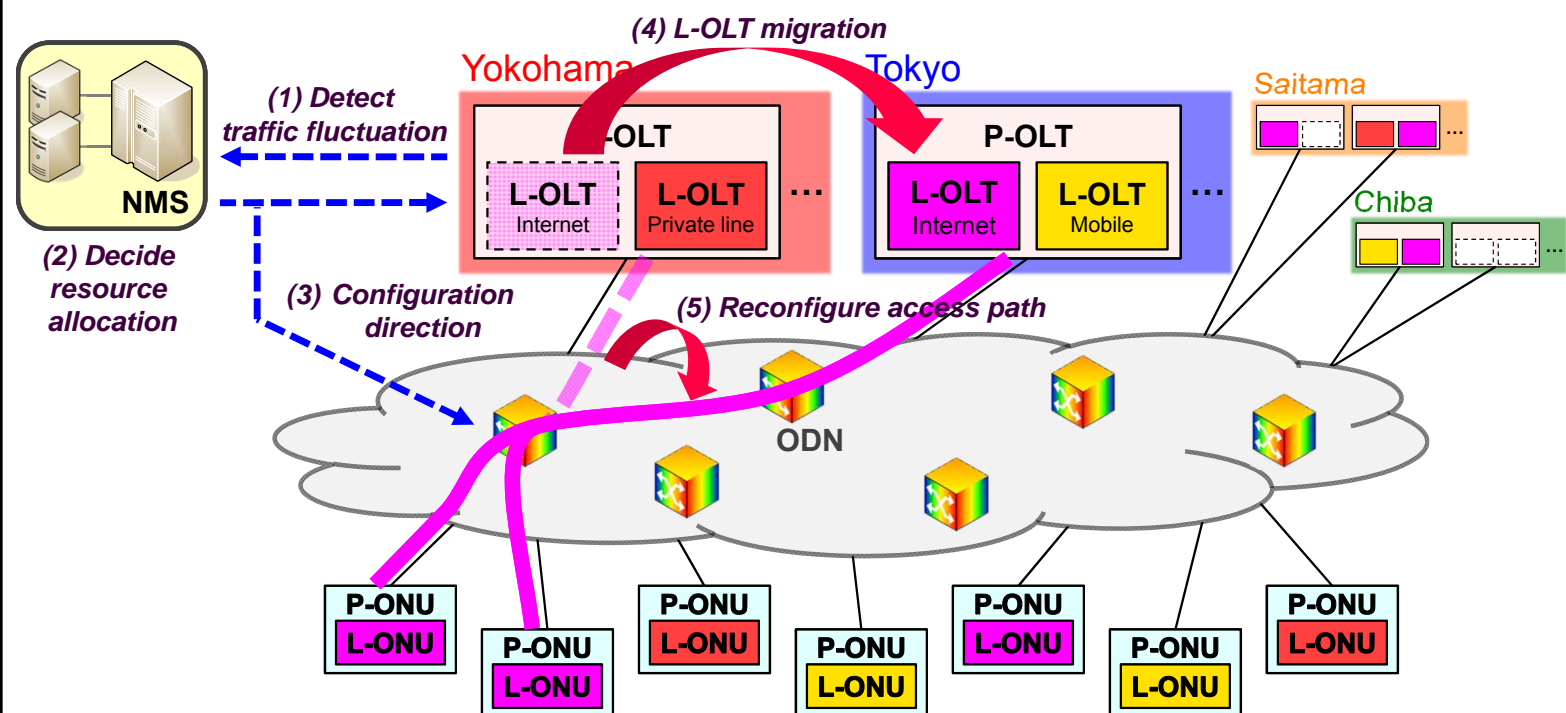 (4) L-OLT migration
Yokohama
Tokyo
Saitama
(1) Detect
traffic fluctuation
-OLT
P-OLT
...
NMS
L-OLT
Internet
L-OLT
Private line
...
L-OLT
Internet
L-OLT
Mobile
...
Chiba
...
(2) Decide
resource
allocation
(3) Configuration
direction
(5) Reconfigure access path
ODN
P-ONU
L-ONU
P-ONU
L-ONU
P-ONU
L-ONU
P-ONU
L-ONU
P-ONU
L-ONU
P-ONU
L-ONU
P-ONU
L-ONU